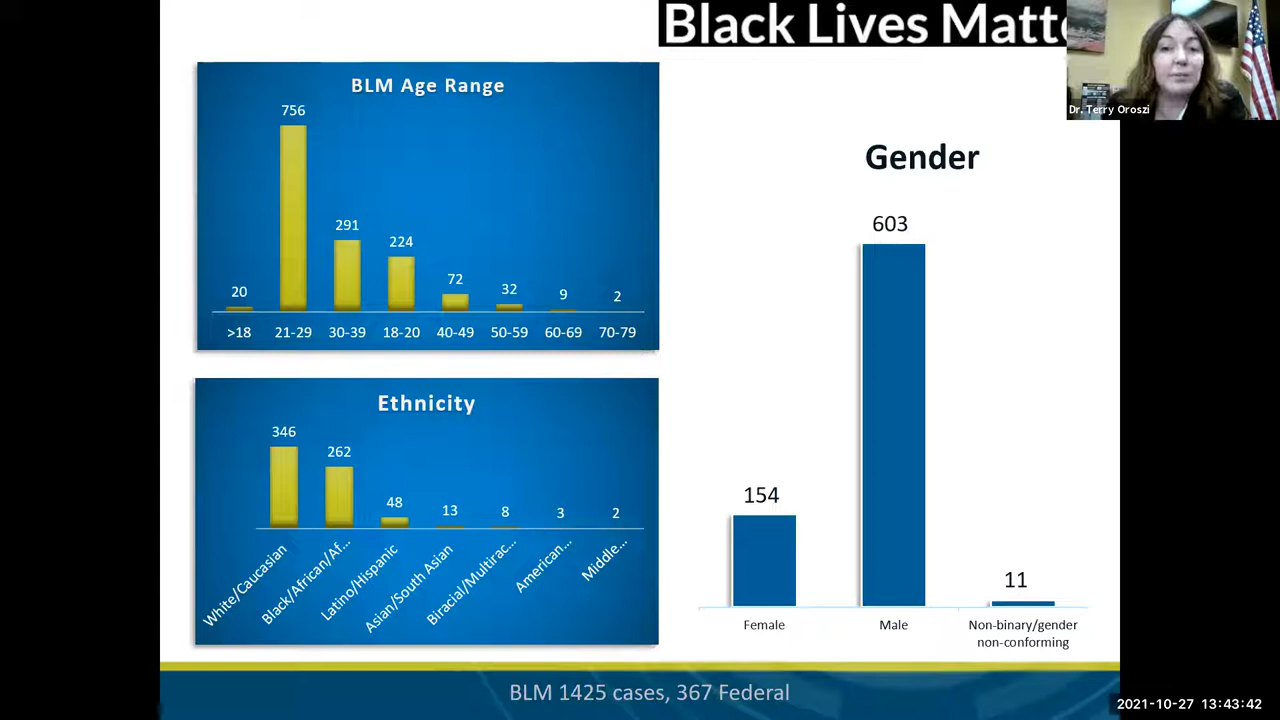 Black Lives Matte
Dr. Terry Oroszi
BLM Age Range
756
291
224
72
32
20
9
2
>18 21-29 30-39 18-20 40-49 50-59 60-69 70-79
Ethnicity
346
262
48
13
8
3
2
White/Caucasian
Black/African/Af...
Latino/Hispanic
Asian/South Asian
Biracial/Multirac...
American...
Middle...
Gender
603
154
11
Female Male Non-binary/gender
non-conforming
BLM 1425 cases, 367 Federal
2021-10-27 13:43:42